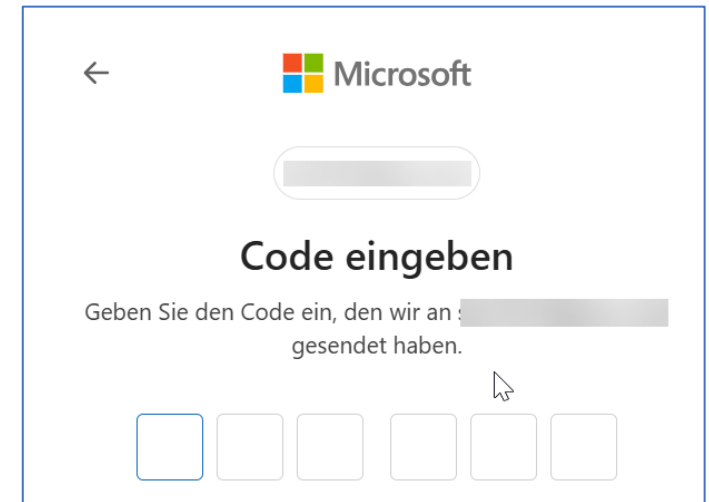 Microsoft
Code eingeben
Geben Sie den Code ein, den wir an
gesendet haben.